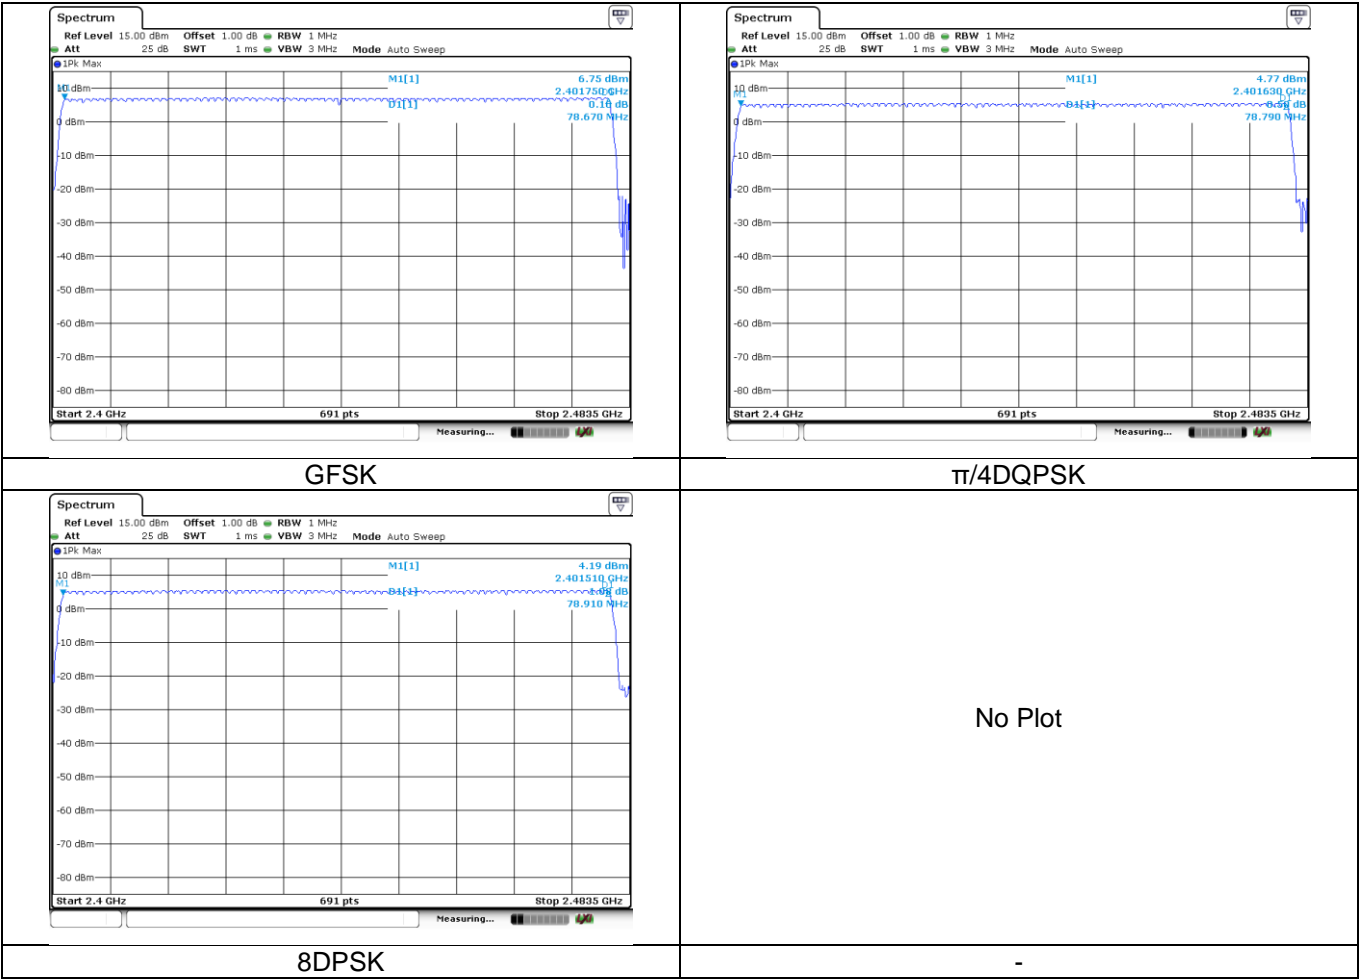 Spectrum
Ref Level 15.00 dBm Offset 1.00 dB RBW 1 MHz
Att 25 dB SWT 1 ms VBW 3 MHz Mode Auto Sweep
1Pk Max
M1[1] 6.75 dBm
2.401750 GHz
10 dBm
D1[1] 0.16 dB
78.670 MHz
0 dBm
-10 dBm
-20 dBm
-30 dBm
-40 dBm
-50 dBm
-60 dBm
-70 dBm
-80 dBm
Start 2.4 GHz 691 pts Stop 2.4835 GHz
Measuring...
GFSK
Spectrum
Ref Level 15.00 dBm Offset 1.00 dB RBW 1 MHz
Att 25 dB SWT 1 ms VBW 3 MHz Mode Auto Sweep
1Pk Max
M1[1] 4.77 dBm
2.401630 GHz
10 dBm
M1
D1[1] dB
78.790 MHz
0 dBm
-10 dBm
-20 dBm
-30 dBm
-40 dBm
-50 dBm
-60 dBm
-70 dBm
-80 dBm
Start 2.4 GHz 691 pts Stop 2.4835 GHz
Measuring...
π/4DQPSK
Spectrum
Ref Level 15.00 dBm Offset 1.00 dB RBW 1 MHz
Att 25 dB SWT 1 ms VBW 3 MHz Mode Auto Sweep
1Pk Max
M1[1] 4.19 dBm
2.401510 GHz
10 dBm
M1
D1
D1[1] dB
78.910 MHz
0 dBm
-10 dBm
-20 dBm
-30 dBm
-40 dBm
-50 dBm
-60 dBm
-70 dBm
-80 dBm
Start 2.4 GHz 691 pts Stop 2.4835 GHz
Measuring...
8DPSK
No Plot
-